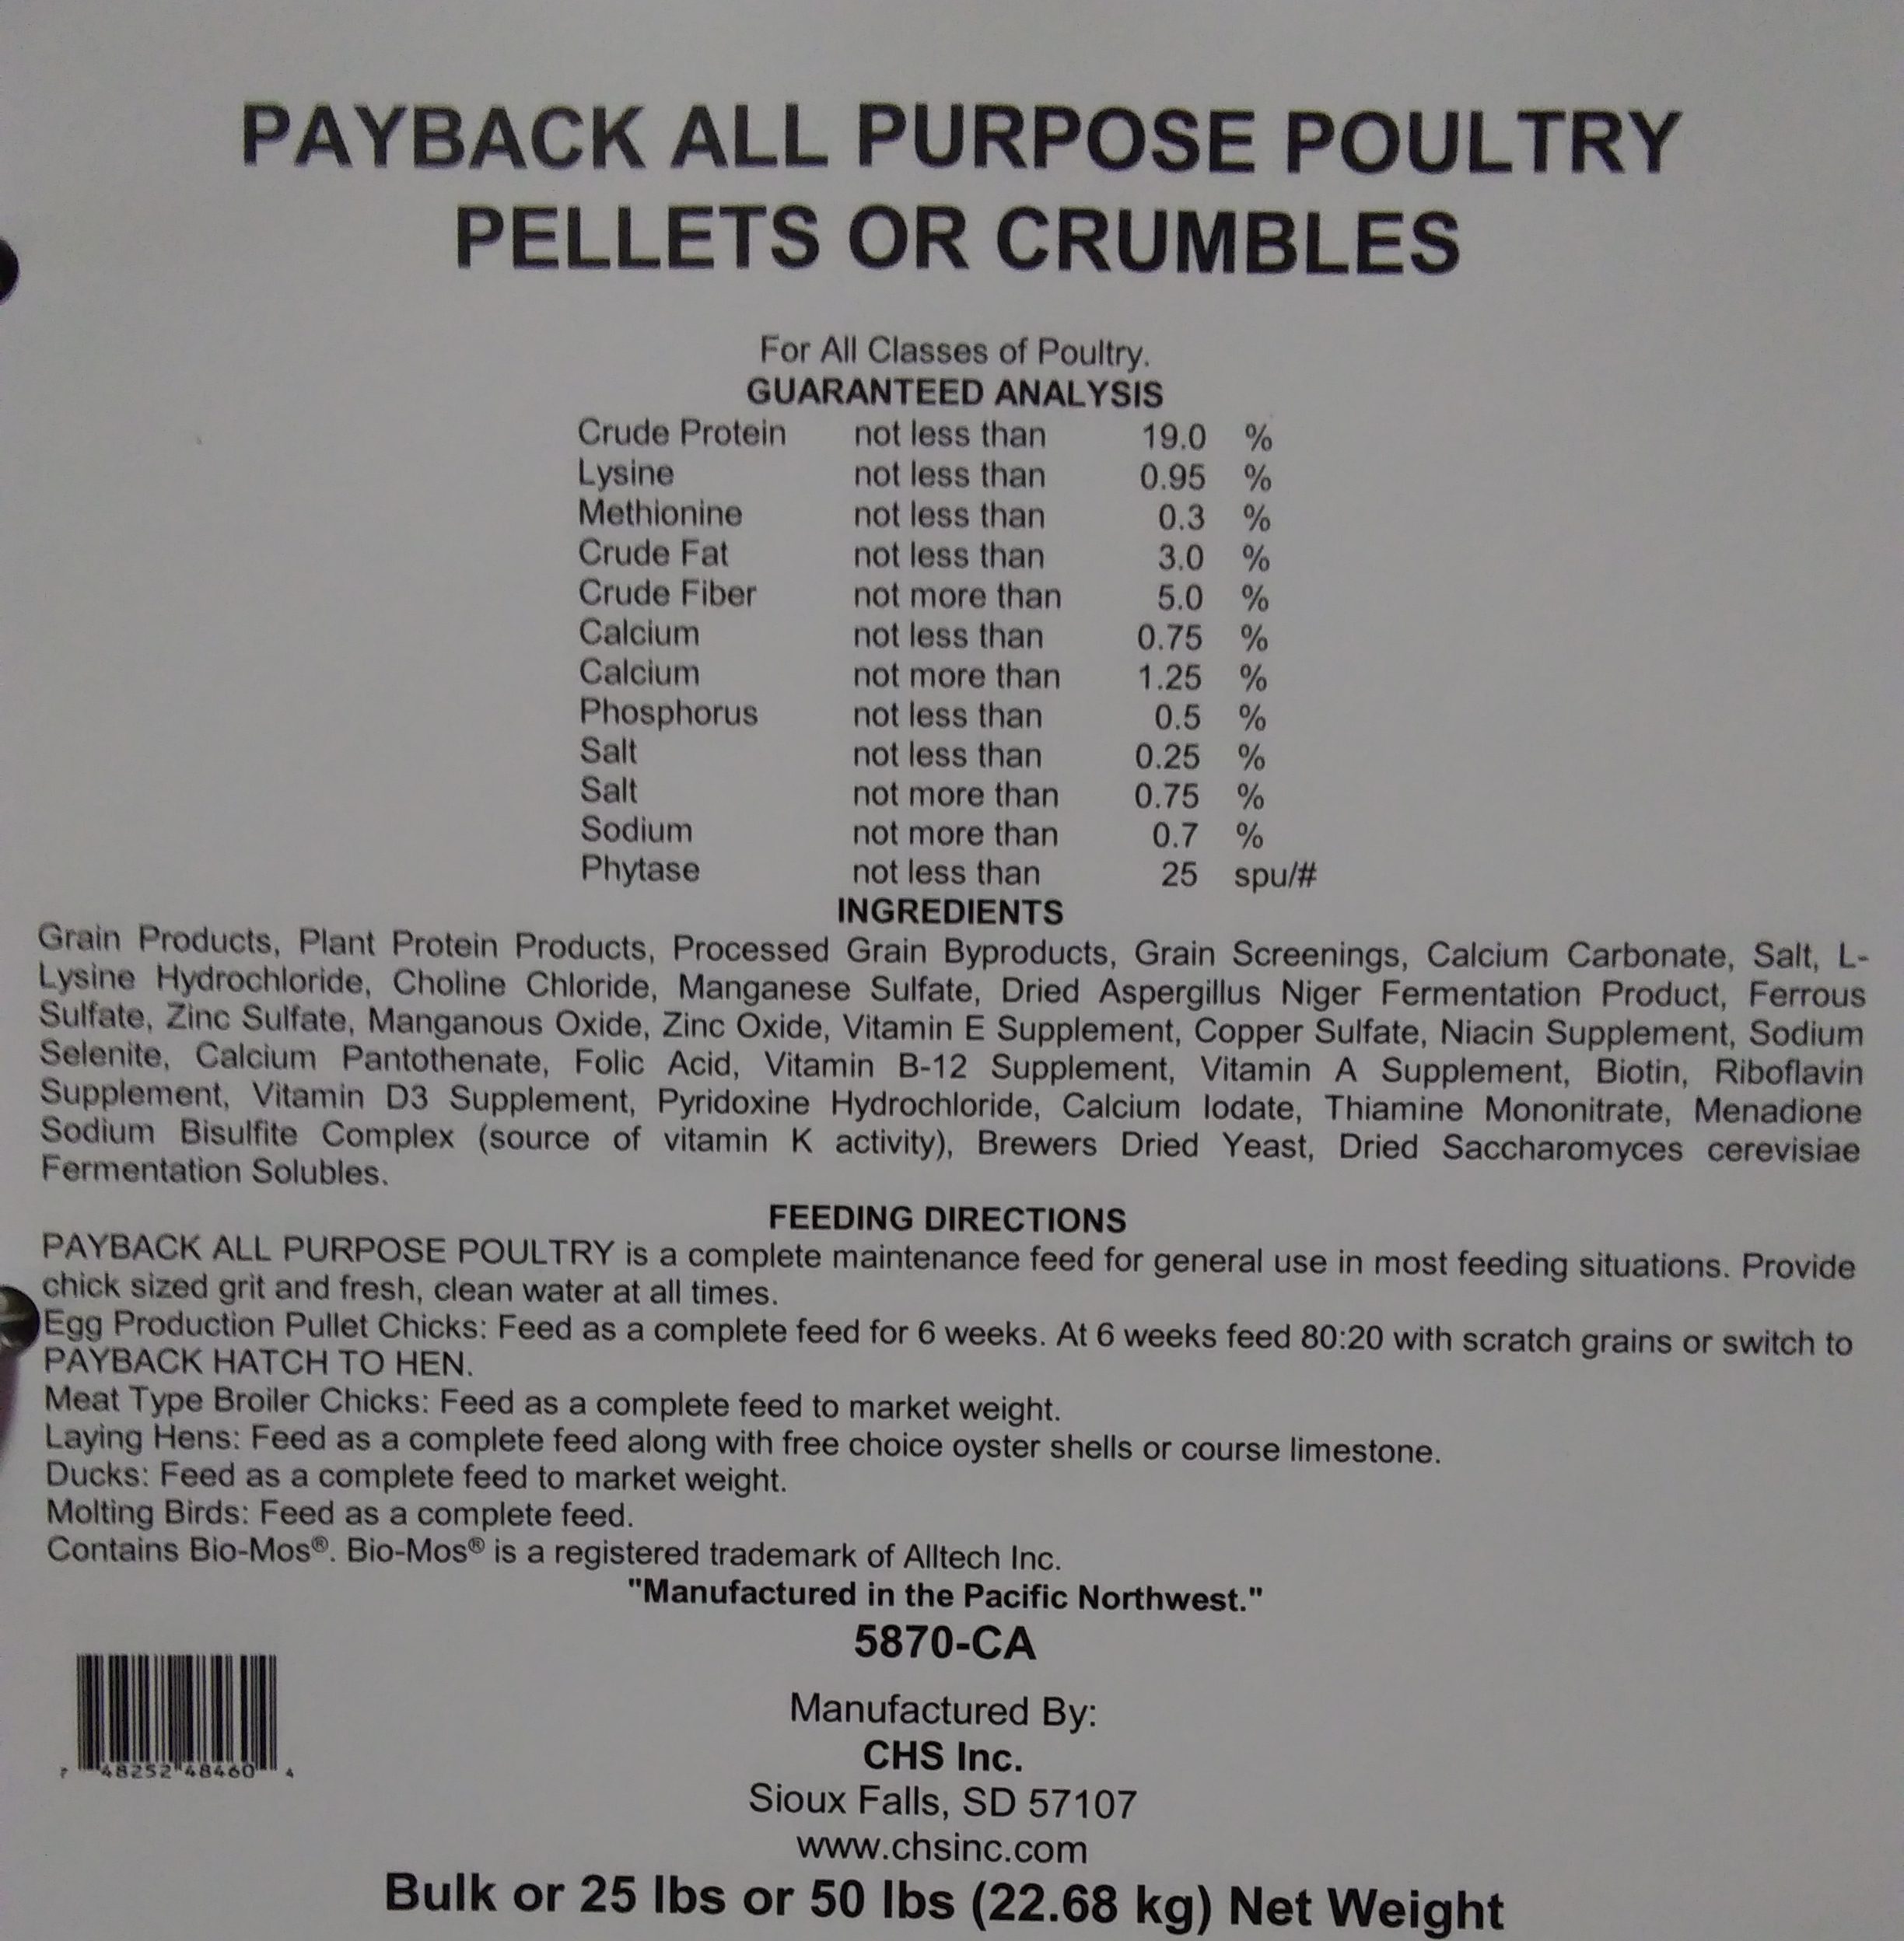 PAYBACK ALL PURPOSE POULTRY
PELLETS OR CRUMBLES
For All Classes of Poultry.
GUARANTEED ANALYSIS
Crude Protein not less than 19.0 %
Lysine not less than 0.95 %
Methionine not less than 0.3 %
Crude Fat not less than 3.0 %
Crude Fiber not more than 5.0 %
Calcium not less than 0.75 %
Calcium not more than 1.25 %
Phosphorus not less than 0.5 %
Salt not less than 0.25 %
Salt not more than 0.75 %
Sodium not more than 0.7 %
Phytase not less than 25 spu/#
INGREDIENTS
Grain Products, Plant Protein Products, Processed Grain Byproducts, Grain Screenings, Calcium Carbonate, Salt, L-
Lysine Hydrochloride, Choline Chloride, Manganese Sulfate, Dried Aspergillus Niger Fermentation Product, Ferrous
Sulfate, Zinc Sulfate, Manganous Oxide, Zinc Oxide, Vitamin E Supplement, Copper Sulfate, Niacin Supplement, Sodium
Selenite, Calcium Pantothenate, Folic Acid, Vitamin B-12 Supplement, Vitamin A Supplement, Biotin, Riboflavin
Supplement, Vitamin D3 Supplement, Pyridoxine Hydrochloride, Calcium Iodate, Thiamine Mononitrate, Menadione
Sodium Bisulfite Complex (source of vitamin K activity), Brewers Dried Yeast, Dried Saccharomyces cerevisiae
Fermentation Solubles.
FEEDING DIRECTIONS
PAYBACK ALL PURPOSE POULTRY is a complete maintenance feed for general use in most feeding situations. Provide
chick sized grit and fresh, clean water at all times.
Egg Production Pullet Chicks: Feed as a complete feed for 6 weeks. At 6 weeks feed 80:20 with scratch grains or switch to
PAYBACK HATCH TO HEN.
Meat Type Broiler Chicks: Feed as a complete feed to market weight.
Laying Hens: Feed as a complete feed along with free choice oyster shells or course limestone.
Ducks: Feed as a complete feed to market weight.
Molting Birds: Feed as a complete feed.
Contains Bio-Mos®. Bio-Mos® is a registered trademark of Alltech Inc.
"Manufactured in the Pacific Northwest."
5870-CA
7 48252 48460 4
Manufactured By:
CHS Inc.
Sioux Falls, SD 57107
www.chsinc.com
Bulk or 25 lbs or 50 lbs (22.68 kg) Net Weight